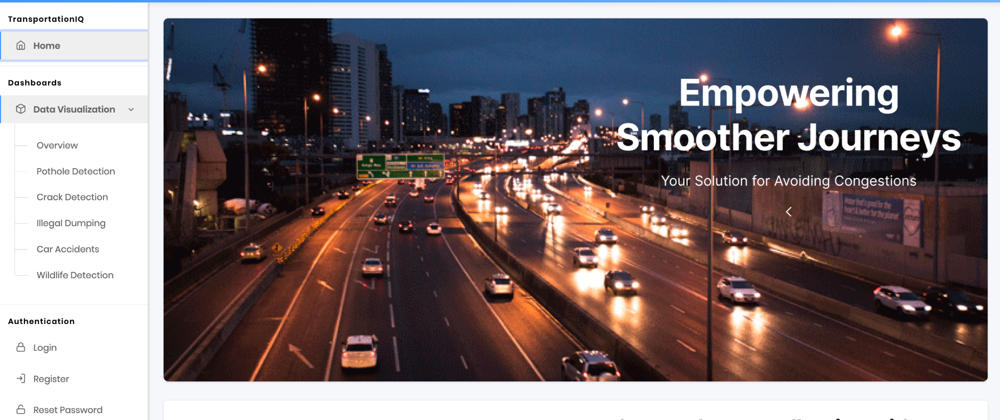 TransportationIQ
Home
Dashboards
Data Visualization
Overview
Pothole Detection
Crack Detection
Illegal Dumping
Car Accidents
Wildlife Detection
Authentication
Login
Register
Reset Password
Empowering
Smoother Journeys
Your Solution for Avoiding Congestions